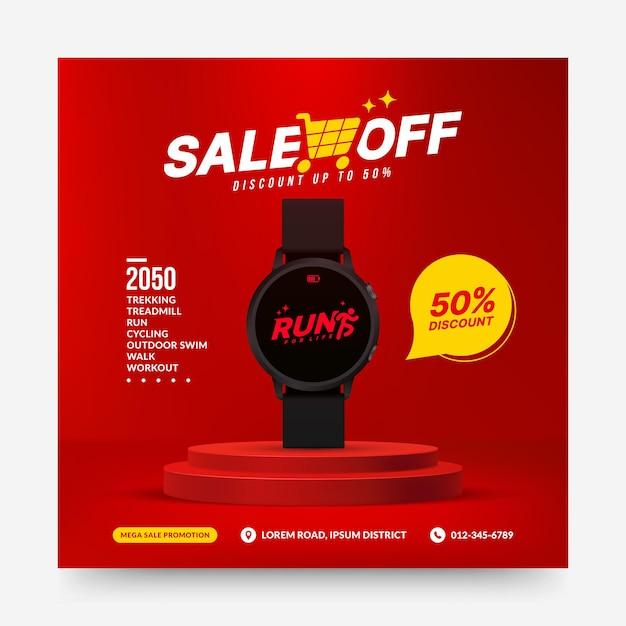 SALE OFF
DISCOUNT UP TO 50%
2050
TREKKING
TREADMILL
RUN
CYCLING
OUTDOOR SWIM
WALK
WORKOUT
RUN
FOR LIFE
50%
DISCOUNT
MEGA SALE PROMOTION
LOREM ROAD, IPSUM DISTRICT
012-345-6789